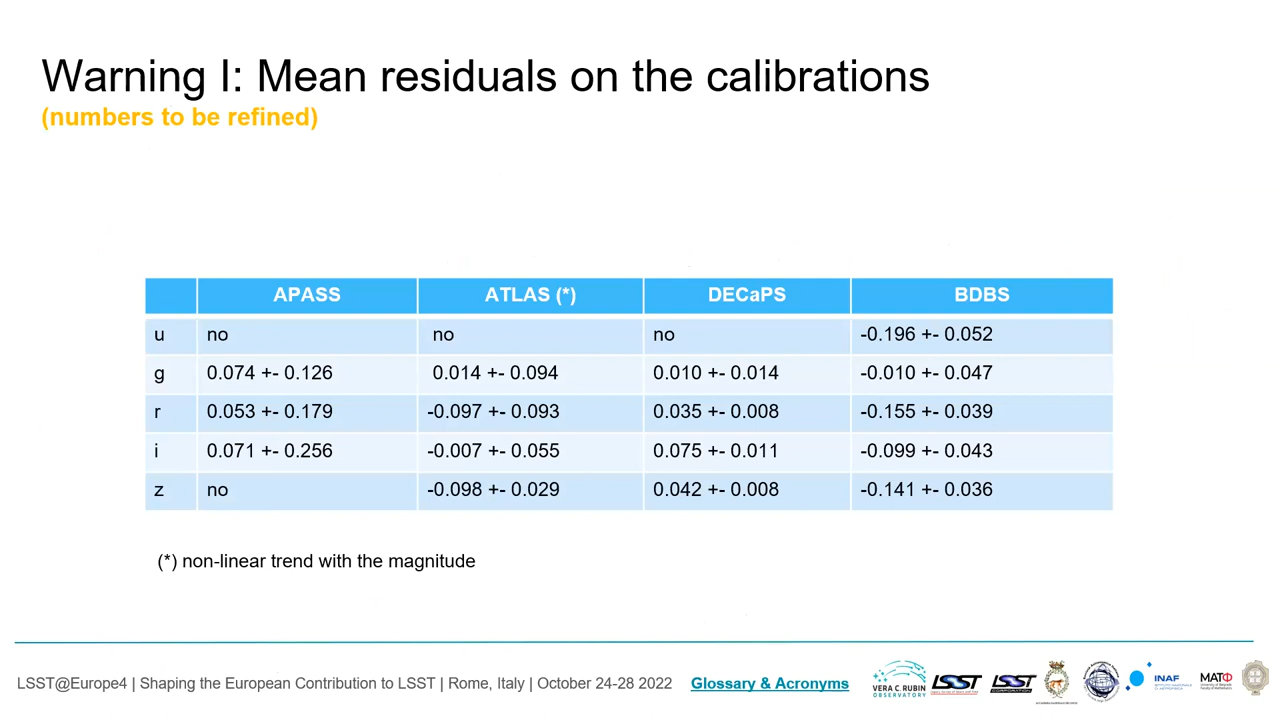 Warning I: Mean residuals on the calibrations
(numbers to be refined)
APASS ATLAS (*) DECaPS BDBS
u no no no -0.196 +- 0.052
g 0.074 +- 0.126 0.014 +- 0.094 0.010 +- 0.014 -0.010 +- 0.047
r 0.053 +- 0.179 -0.097 +- 0.093 0.035 +- 0.008 -0.155 +- 0.039
i 0.071 +- 0.256 -0.007 +- 0.055 0.075 +- 0.011 -0.099 +- 0.043
z no -0.098 +- 0.029 0.042 +- 0.008 -0.141 +- 0.036
(*) non-linear trend with the magnitude
LSST@Europe4 | Shaping the European Contribution to LSST | Rome, Italy | October 24-28 2022 Glossary & Acronyms
VERA C. RUBIN
OBSERVATORY
LSST
LSST
CORPORATION
INAF
MATФ